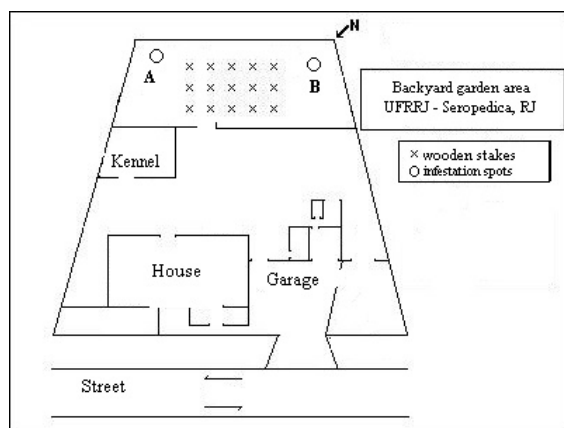 N
A
B
Backyard garden area
UFRRJ - Seropedica, RJ
× wooden stakes
○ infestation spots
Kennel
House
Garage
Street